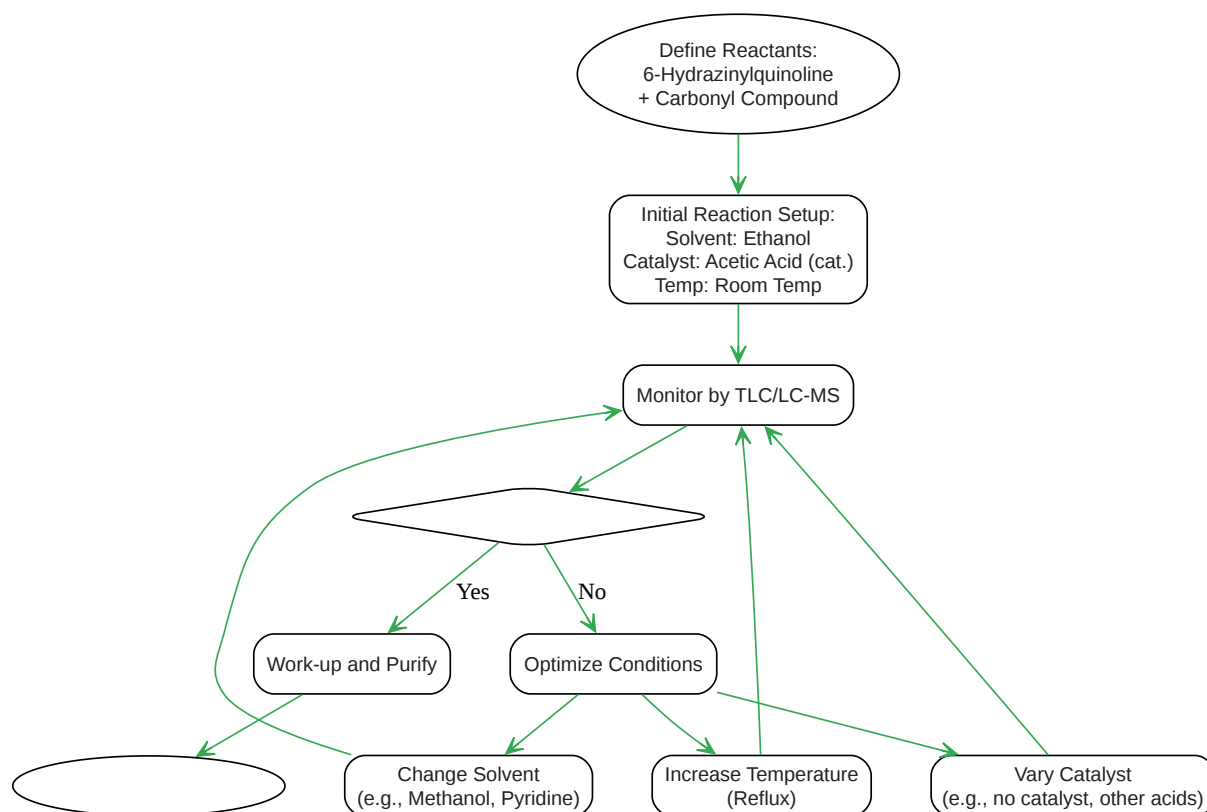 Define Reactants:
6-Hydrazinylquinoline
+ Carbonyl Compound
Initial Reaction Setup:
Solvent: Ethanol
Catalyst: Acetic Acid (cat.)
Temp: Room Temp
Monitor by TLC/LC-MS
Yes
No
Work-up and Purify
Optimize Conditions
Change Solvent
(e.g., Methanol, Pyridine)
Increase Temperature
(Reflux)
Vary Catalyst
(e.g., no catalyst, other acids)